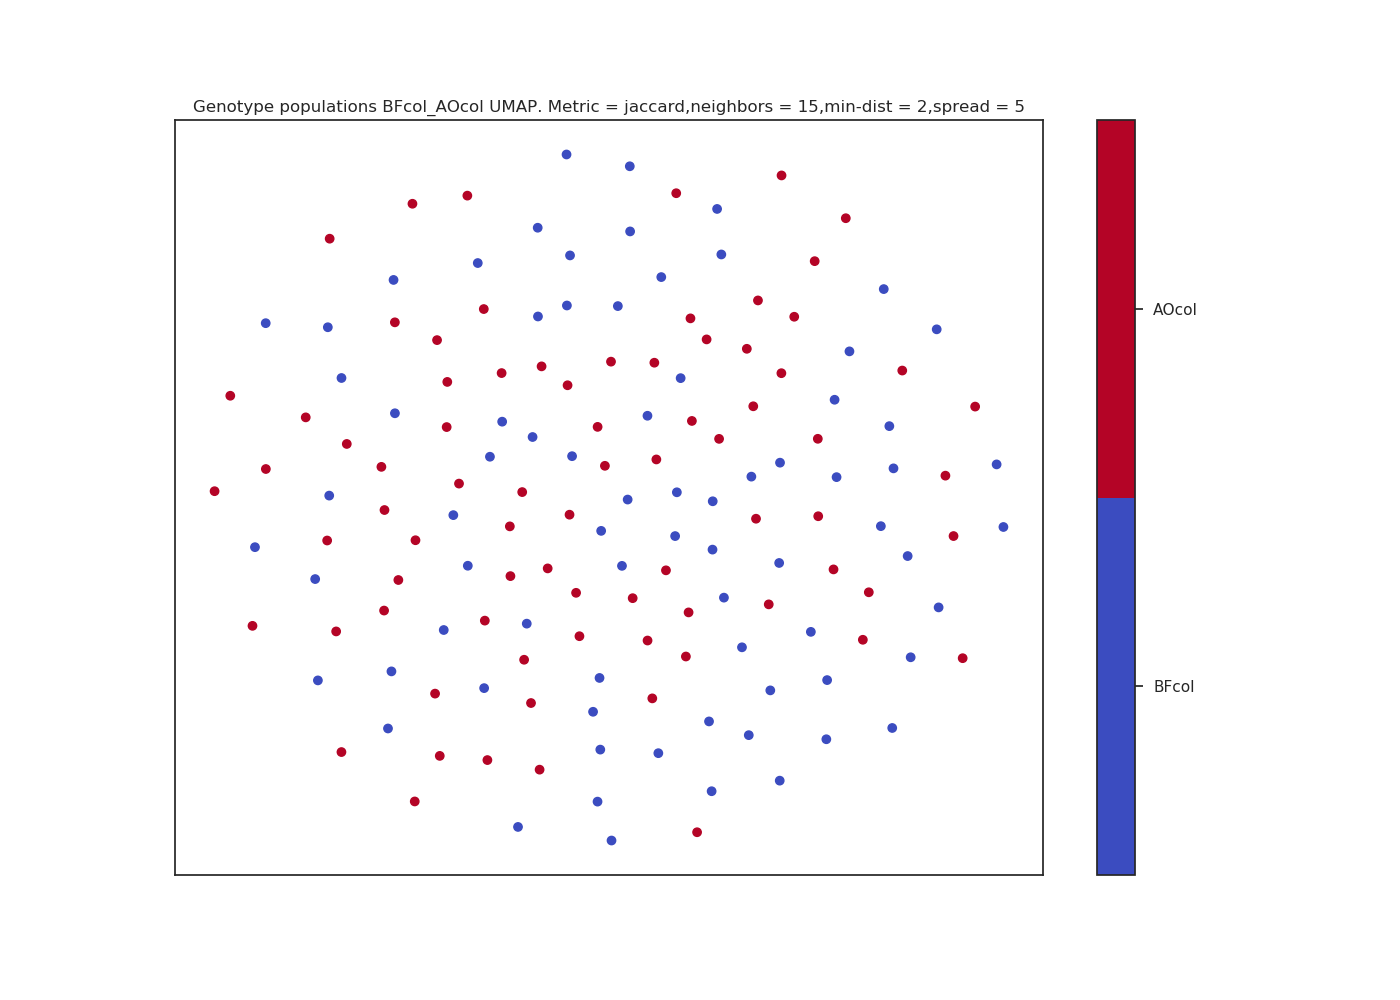 Genotype populations BFcol_AOcol UMAP. Metric = jaccard,neighbors = 15,min-dist = 2,spread = 5
AOcol
BFcol